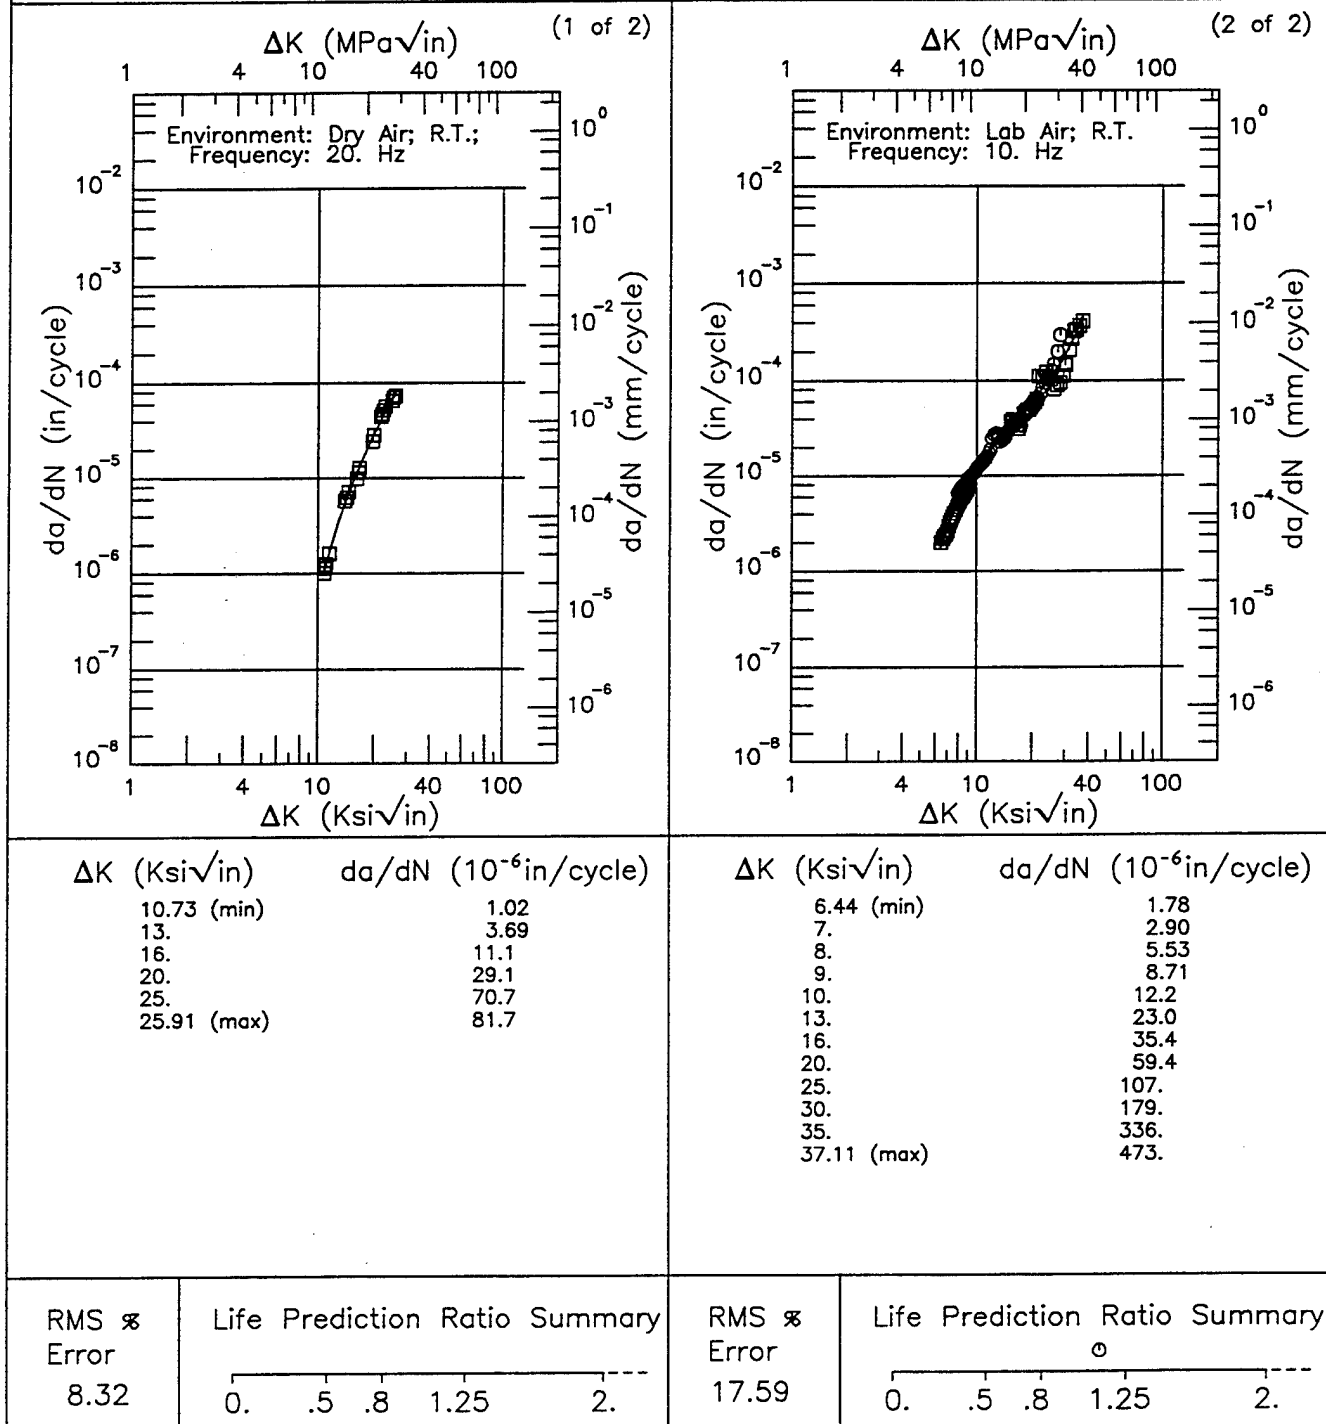 (1 of 2)
ΔK (MPa√in)
1 4 10 40 100
Environment: Dry Air; R.T.;
Frequency: 20. Hz
10⁰
10⁻²
10⁻¹
10⁻³
10⁻²
10⁻⁴
10⁻³
10⁻⁵
10⁻⁴
10⁻⁶
10⁻⁵
10⁻⁷
10⁻⁶
10⁻⁸
da/dN (in/cycle)
da/dN (mm/cycle)
1 4 10 40 100
ΔK (Ksi√in)
ΔK (Ksi√in) da/dN (10⁻⁶in/cycle)
10.73 (min) 1.02
13. 3.69
16. 11.1
20. 29.1
25. 70.7
25.91 (max) 81.7
RMS %
Error
8.32
Life Prediction Ratio Summary
0. .5 .8 1.25 2.
(2 of 2)
ΔK (MPa√in)
1 4 10 40 100
Environment: Lab Air; R.T.
Frequency: 10. Hz
10⁰
10⁻²
10⁻¹
10⁻³
10⁻²
10⁻⁴
10⁻³
10⁻⁵
10⁻⁴
10⁻⁶
10⁻⁵
10⁻⁷
10⁻⁶
10⁻⁸
da/dN (in/cycle)
da/dN (mm/cycle)
1 4 10 40 100
ΔK (Ksi√in)
ΔK (Ksi√in) da/dN (10⁻⁶in/cycle)
6.44 (min) 1.78
7. 2.90
8. 5.53
9. 8.71
10. 12.2
13. 23.0
16. 35.4
20. 59.4
25. 107.
30. 179.
35. 336.
37.11 (max) 473.
RMS %
Error
17.59
Life Prediction Ratio Summary
0. .5 .8 1.25 2.